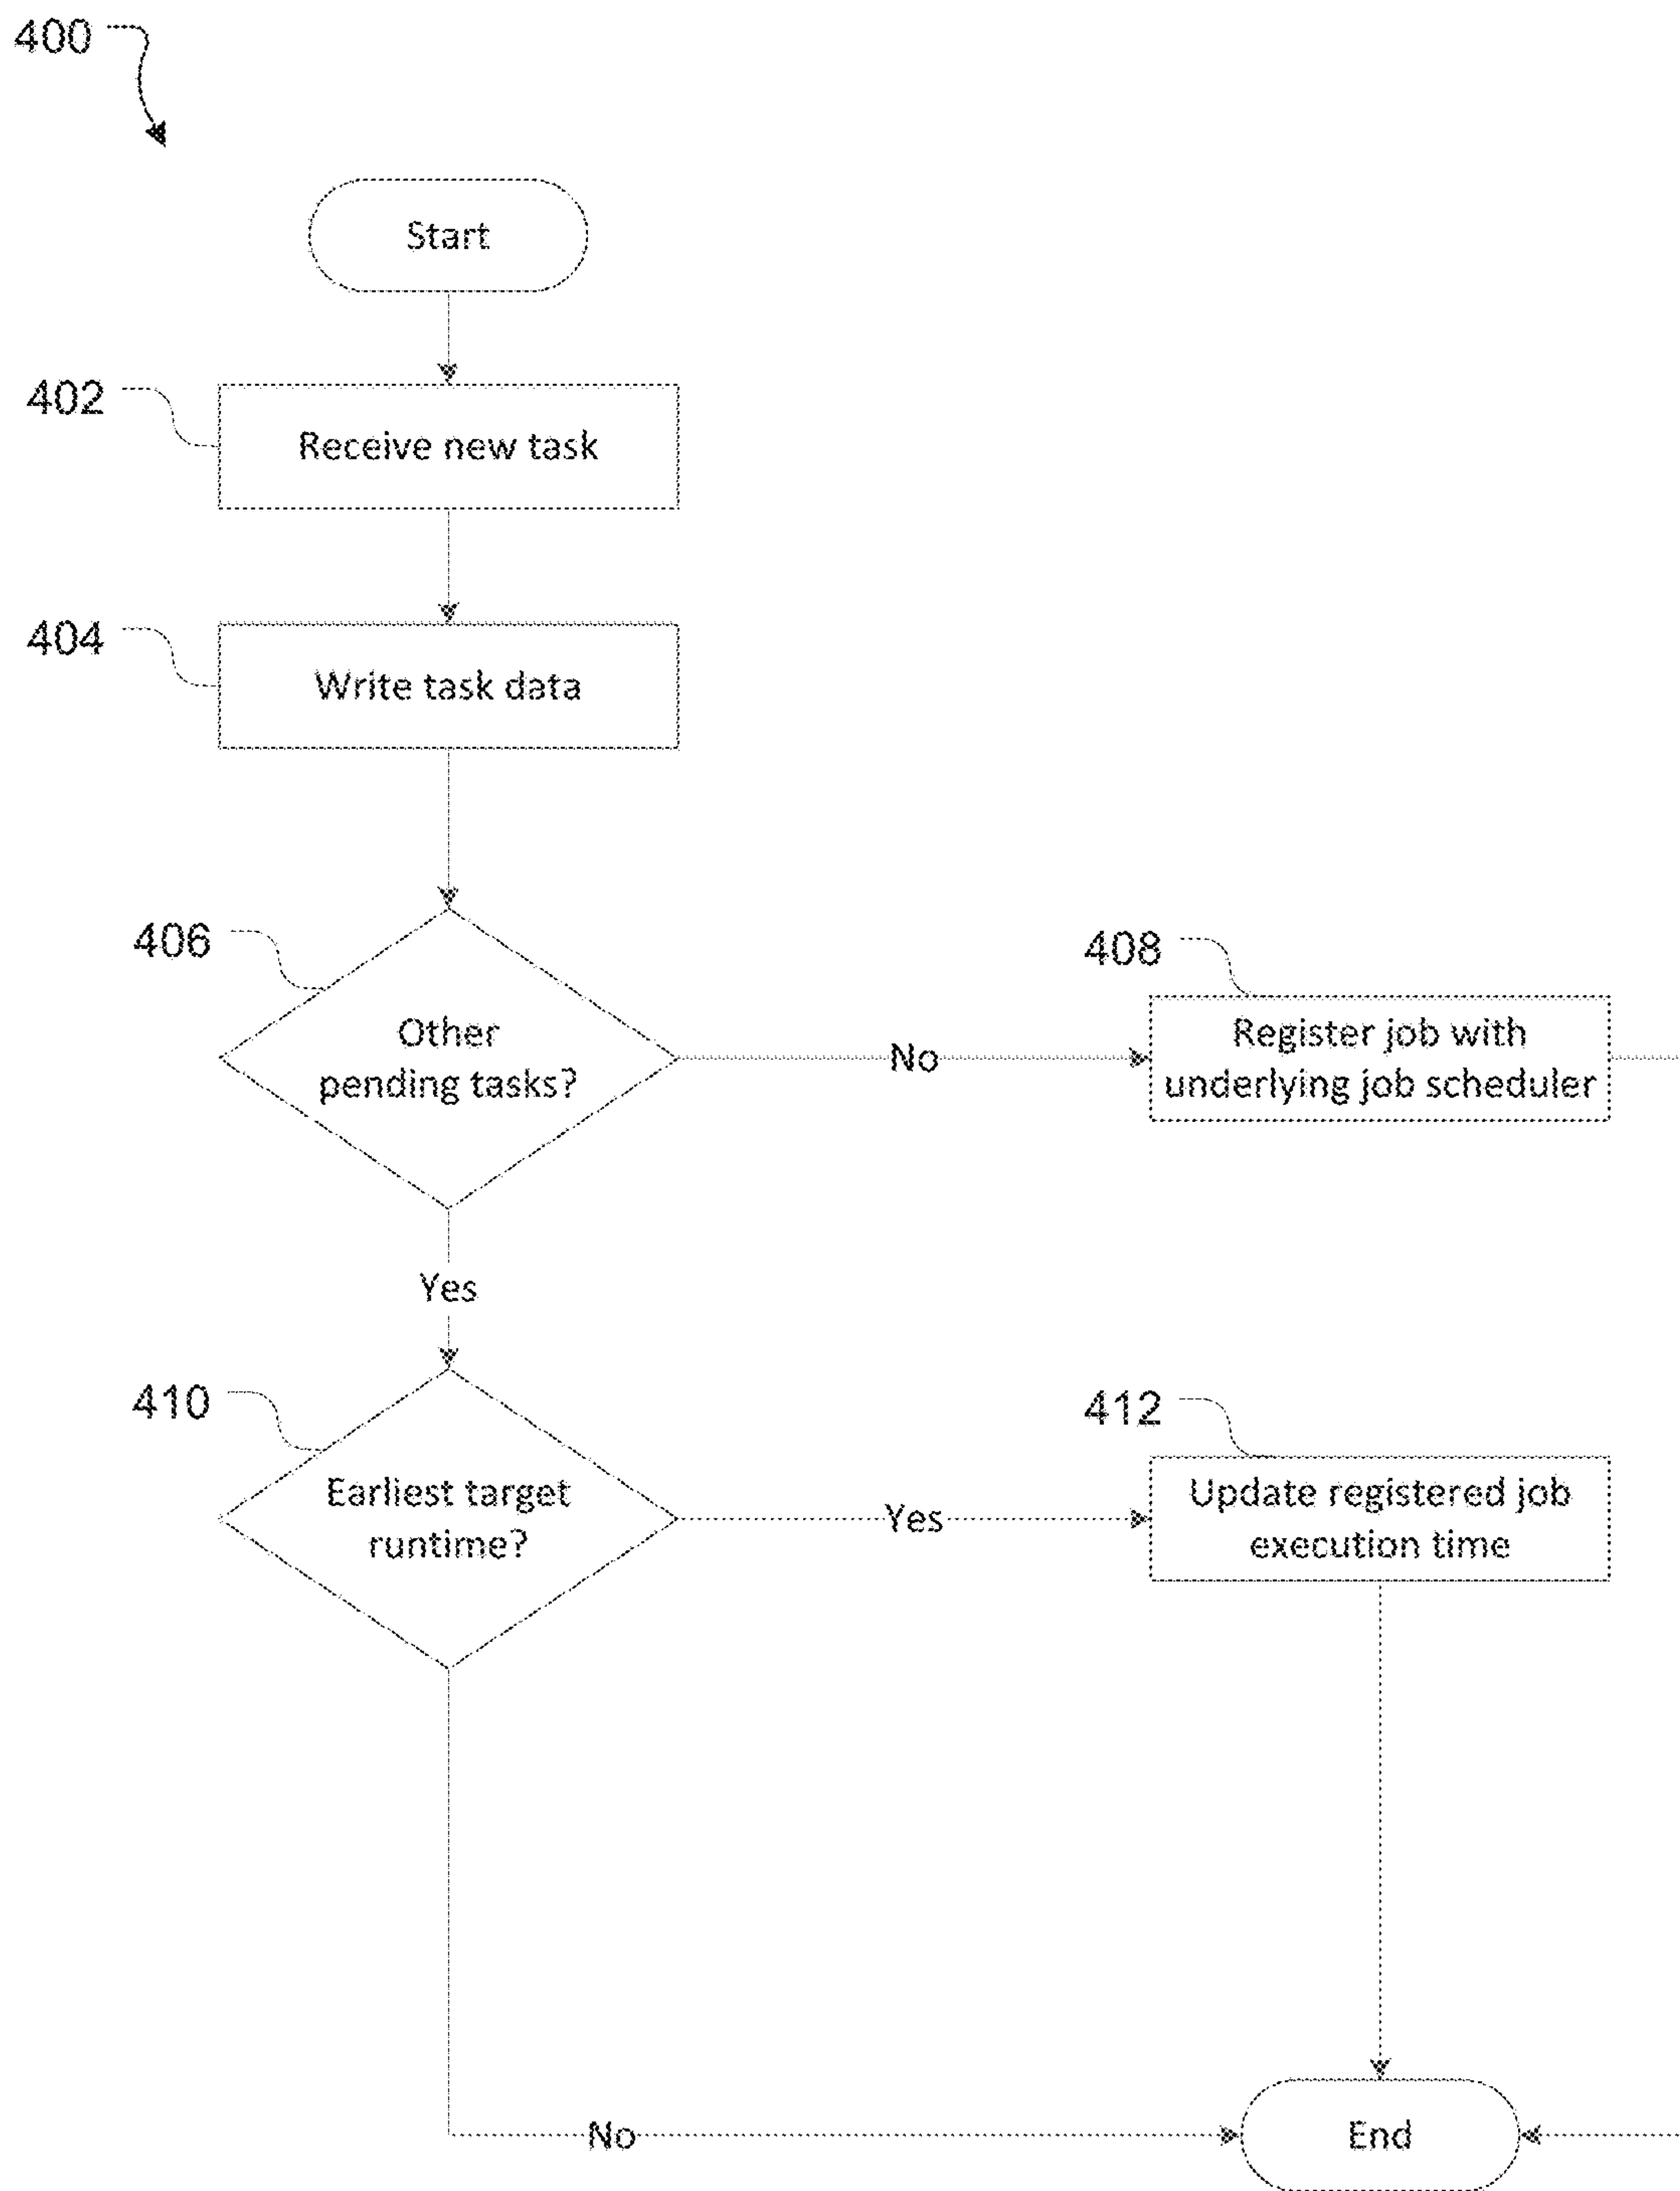 400
Start
402
Receive new task
404
Write task data
406
Other
pending tasks?
No
408
Register job with
underlying job scheduler
Yes
410
Earliest target
runtime?
Yes
412
Update registered job
execution time
No
End